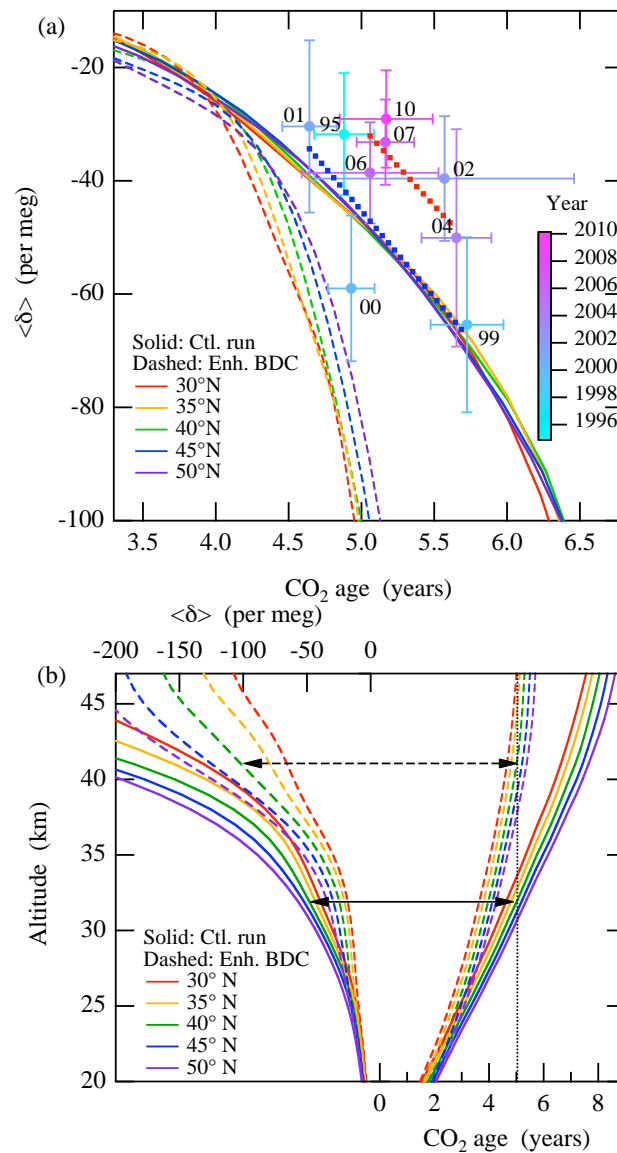 (a)
-20
-40
-60
-80
-100
<δ> (per meg)
01
95
10
07
06
02
04
00
99
Year
2010
2008
2006
2004
2002
2000
1998
1996
Solid: Ctl. run
Dashed: Enh. BDC
30°N
35°N
40°N
45°N
50°N
3.5 4.0 4.5 5.0 5.5 6.0 6.5
CO2 age (years)
<δ> (per meg)
(b)
-200 -150 -100 -50 0
45
40
35
30
25
20
Altitude (km)
Solid: Ctl. run
Dashed: Enh. BDC
30° N
35° N
40° N
45° N
50° N
0 2 4 6 8
CO2 age (years)